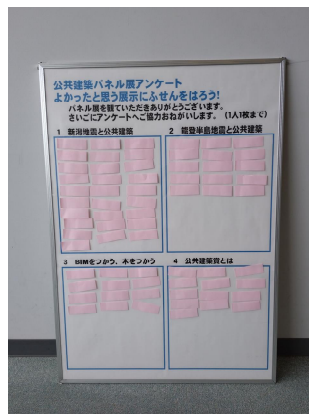 公共建築パネル展アンケート
よかったと思う展示にふせんをはろう!
パネル展を観ていただきありがとうございます。
さいごにアンケートへご協力おねがいします。(1人1枚まで)
1 新潟地震と公共建築
2 能登半島地震と公共建築
3 BIMをつかう、木をつかう
4 公共建築賞とは